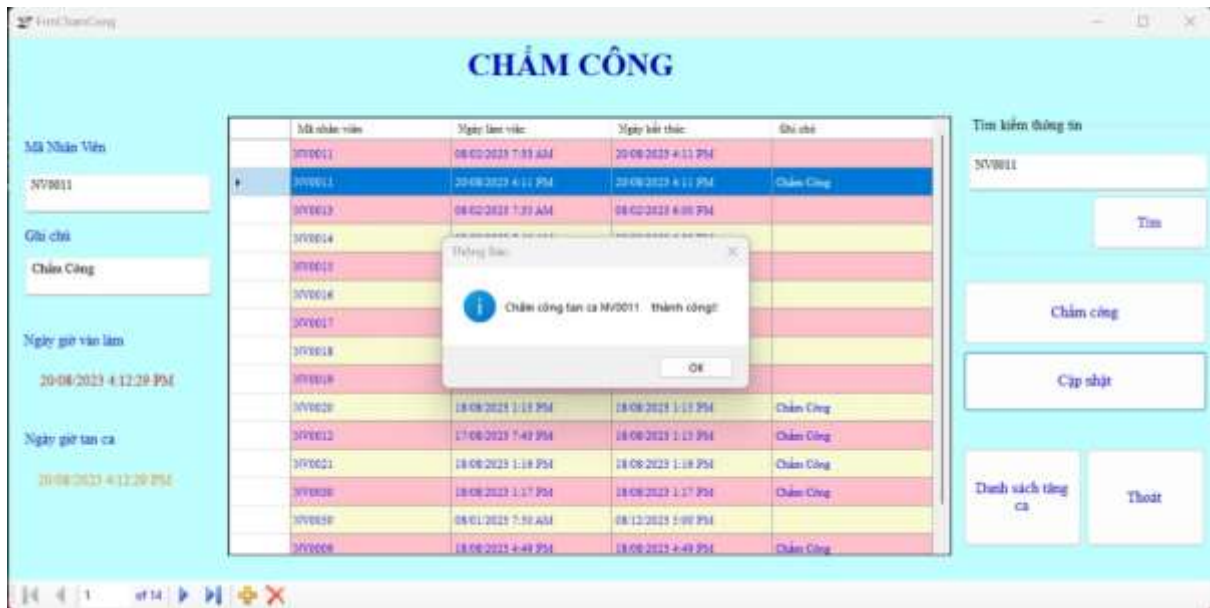 FrmChamCong
CHẤM CÔNG
Mã Nhân Viên
NV0011
Ghi chú
Chấm Công
Ngày giờ vào làm
20/08/2023 4:12:29 PM
Ngày giờ tan ca
20/08/2023 4:12:29 PM
Mã nhân viên Ngày làm việc Ngày kết thúc Ghi chú
NV0011 08/02/2023 7:33 AM 20/08/2023 4:11 PM
NV0011 20/08/2023 4:11 PM 20/08/2023 4:11 PM Chấm Công
NV0013 08/02/2023 7:33 AM 08/02/2023 6:00 PM
NV0014
NV0015
NV0016
NV0017
NV0018
NV0019
NV0020 18/08/2023 1:15 PM 18/08/2023 1:15 PM Chấm Công
NV0012 17/08/2023 7:43 PM 18/08/2023 1:15 PM Chấm Công
NV0021 18/08/2023 1:16 PM 18/08/2023 1:16 PM Chấm Công
18/08/2023 1:17 PM 18/08/2023 1:17 PM Chấm Công
08/01/2023 7:30 AM 08/12/2023 5:00 PM
18/08/2023 4:49 PM 18/08/2023 4:49 PM Chấm Công
Thông Báo
Chấm công tan ca NV0011 thành công!
OK
Tìm kiếm thông tin
NV0011
Tìm
Chấm công
Cập nhật
Danh sách tăng
ca
Thoát
1 of 14